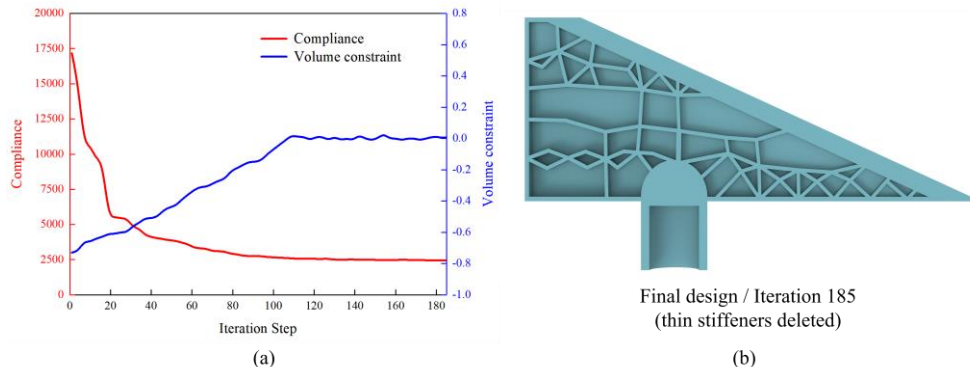 20000
17500
15000
12500
10000
7500
5000
2500
0
Compliance
Compliance
Volume constraint
0.8
0.6
0.4
0.2
0.0
-0.2
-0.4
-0.6
-0.8
-1.0
Volume constraint
0 20 40 60 80 100 120 140 160 180
Iteration Step
(a)
Final design / Iteration 185
(thin stiffeners deleted)
(b)